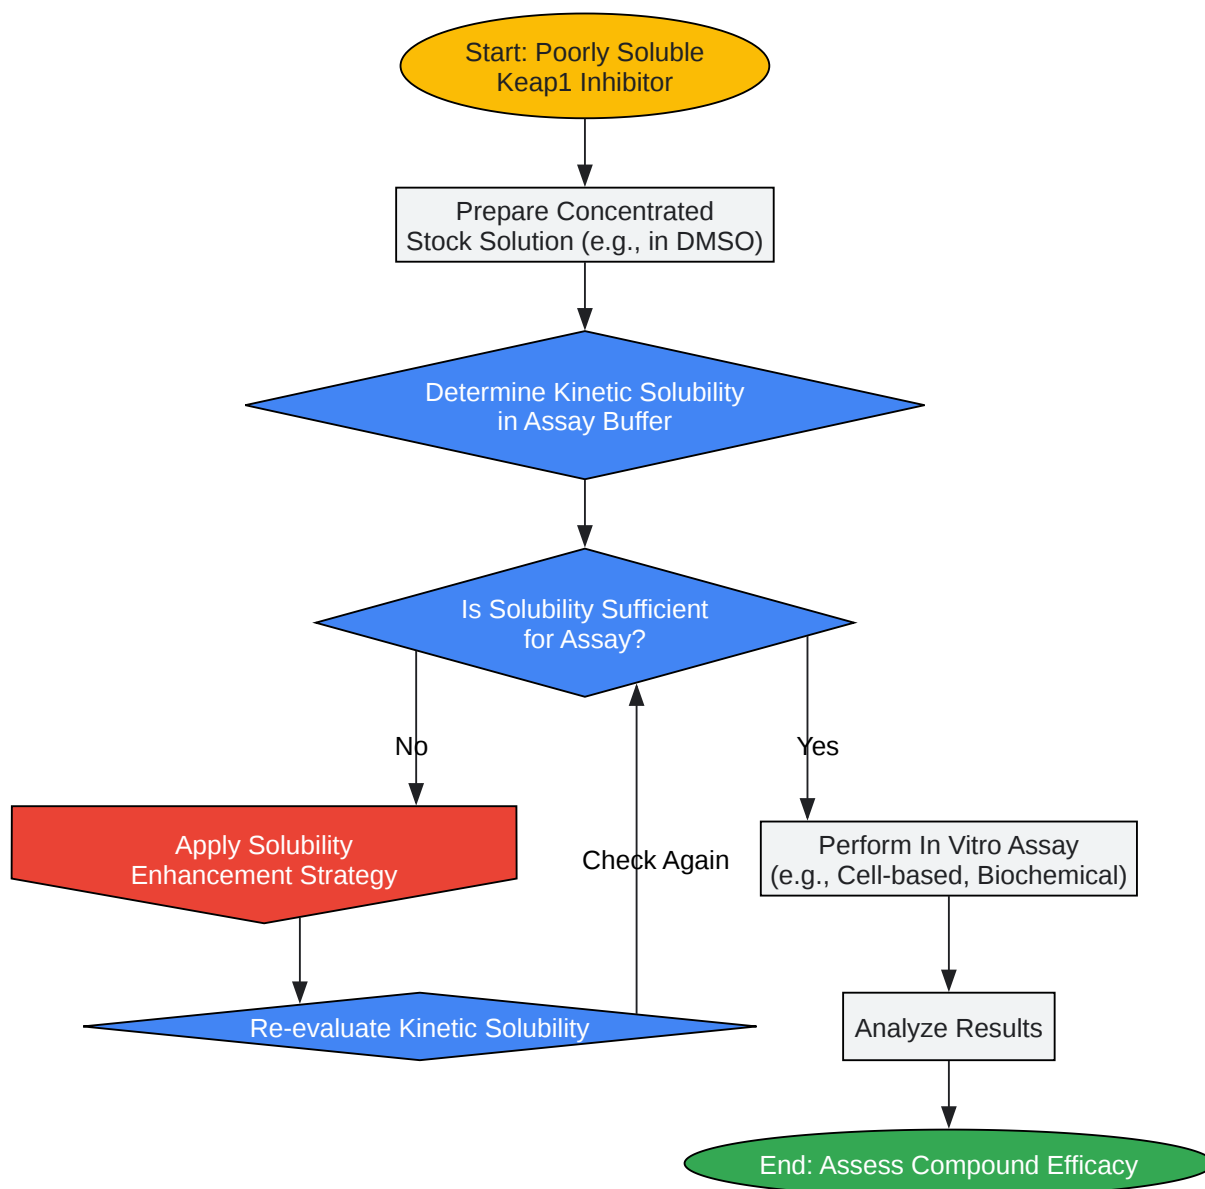 Start: Poorly Soluble
Keap1 Inhibitor
Prepare Concentrated
Stock Solution (e.g., in DMSO)
Determine Kinetic Solubility
in Assay Buffer
Is Solubility Sufficient
for Assay?
No
Yes
Apply Solubility
Enhancement Strategy
Check Again
Perform In Vitro Assay
(e.g., Cell-based, Biochemical)
Re-evaluate Kinetic Solubility
Analyze Results
End: Assess Compound Efficacy